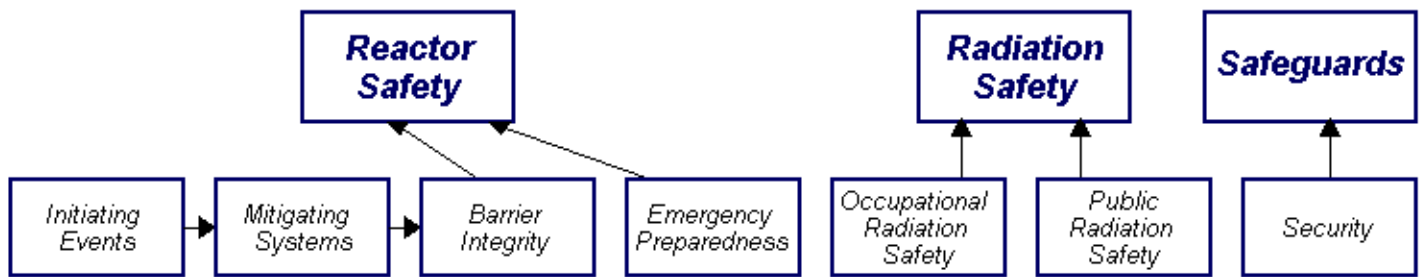 Reactor
Safety
Radiation
Safety
Safeguards
Initiating
Events
Mitigating
Systems
Barrier
Integrity
Emergency
Preparedness
Occupational
Radiation
Safety
Public
Radiation
Safety
Security